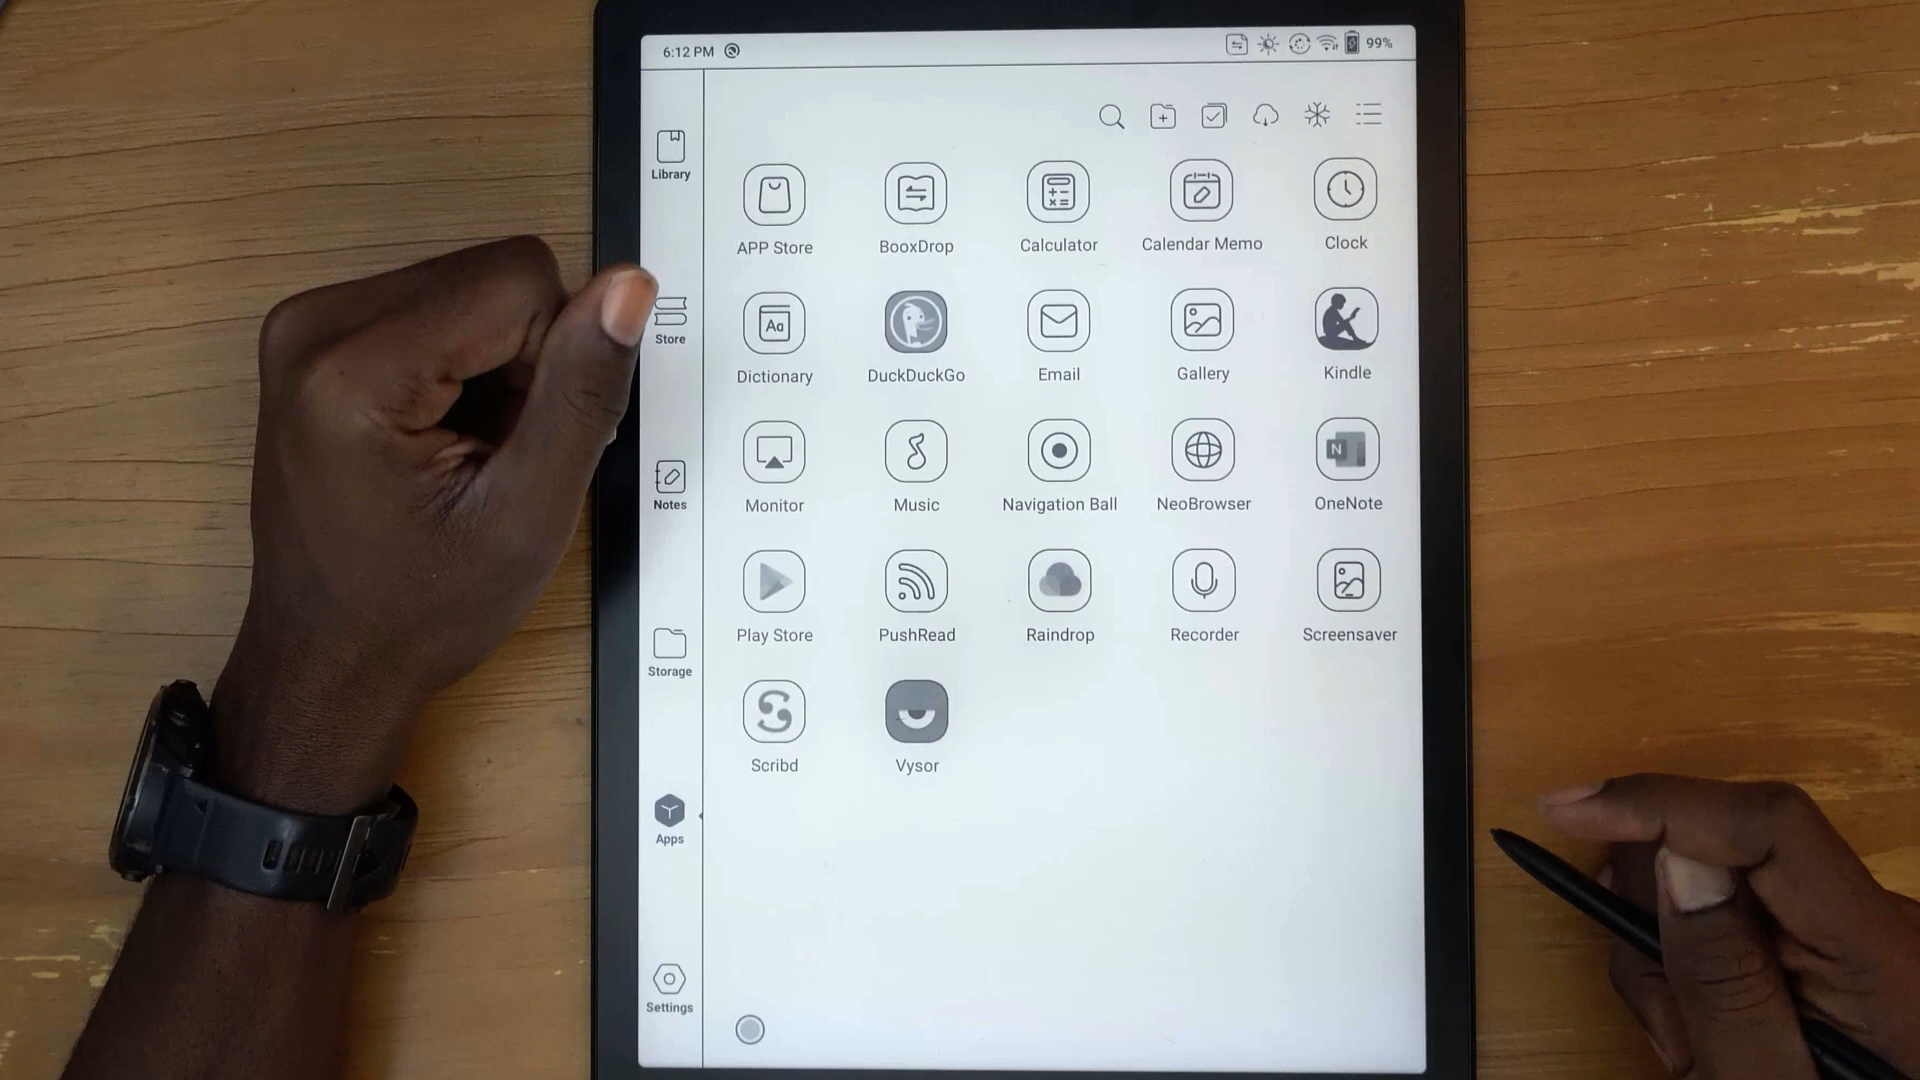 6:12 PM
99%
Library
Store
Notes
Storage
Apps
Settings
APP Store
BooxDrop
Calculator
Calendar Memo
Clock
Aa
Dictionary
DuckDuckGo
Email
Gallery
Kindle
Monitor
Music
Navigation Ball
NeoBrowser
N
OneNote
Play Store
PushRead
Raindrop
Recorder
Screensaver
Scribd
Vysor